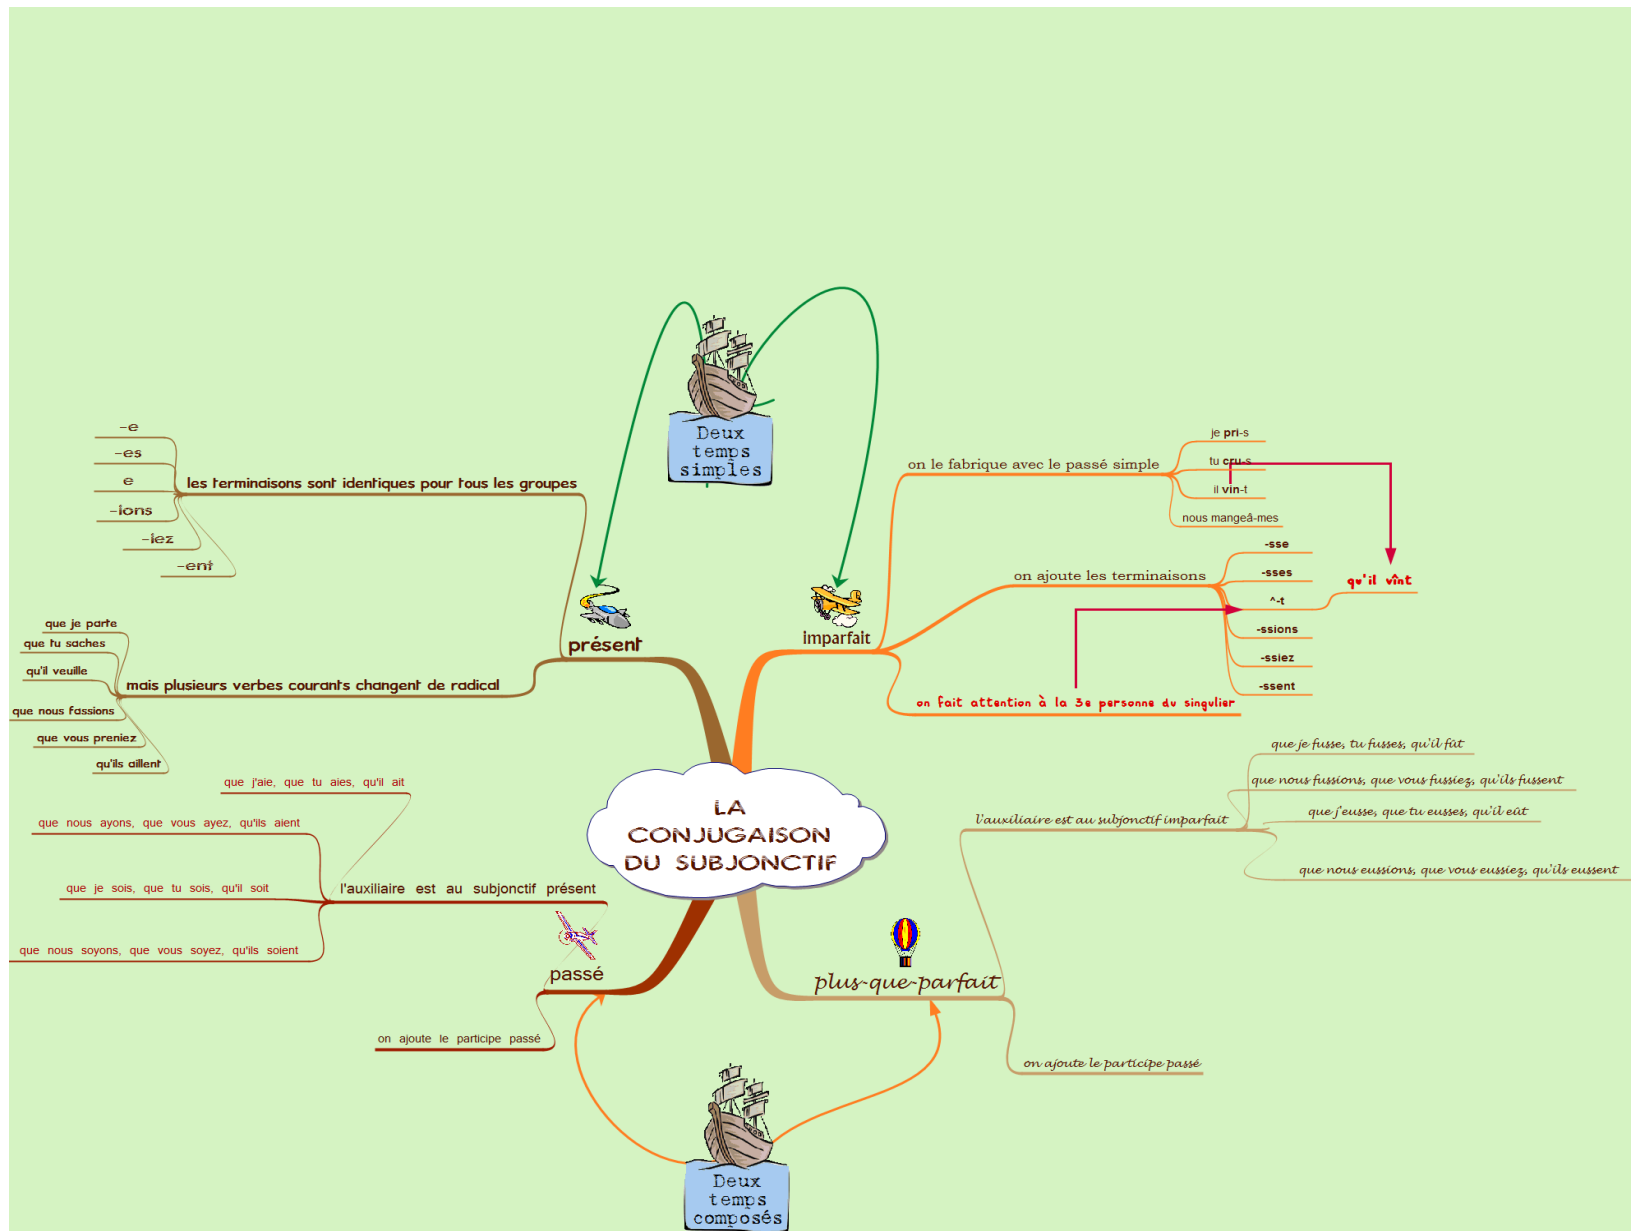 LA
CONJUGAISON
DU SUBJONCTIF
Deux
temps
simples
présent
les terminaisons sont identiques pour tous les groupes
-e
-es
e
-ions
-iez
-ent
mais plusieurs verbes courants changent de radical
que je parte
que tu saches
qu'il veuille
que nous fassions
que vous preniez
qu'ils aillent
imparfait
on le fabrique avec le passé simple
je pri-s
tu cru-s
il vin-t
nous mangeâ-mes
on ajoute les terminaisons
-sse
-sses
^-t
qu'il vînt
-ssions
-ssiez
-ssent
on fait attention à la 3e personne du singulier
passé
l'auxiliaire est au subjonctif présent
que j'aie, que tu aies, qu'il ait
que nous ayons, que vous ayez, qu'ils aient
que je sois, que tu sois, qu'il soit
que nous soyons, que vous soyez, qu'ils soient
on ajoute le participe passé
plus-que-parfait
l'auxiliaire est au subjonctif imparfait
que je fusse, tu fusses, qu'il fût
que nous fussions, que vous fussiez, qu'ils fussent
que j'eusse, que tu eusses, qu'il eût
que nous eussions, que vous eussiez, qu'ils eussent
on ajoute le participe passé
Deux
temps
composés